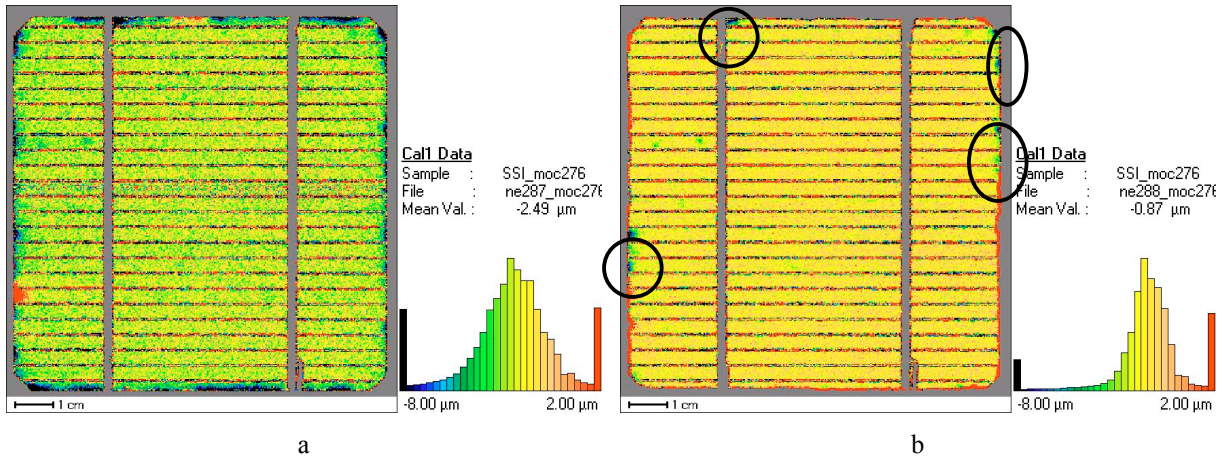 Cal1 Data
Sample : SSI_moc276
File : ne287_moc276
Mean Val. : -2.49 µm
-8.00 µm 2.00 µm
1 cm
a
Cal1 Data
Sample : SSI_moc276
File : ne288_moc276
Mean Val. : -0.87 µm
-8.00 µm 2.00 µm
1 cm
b